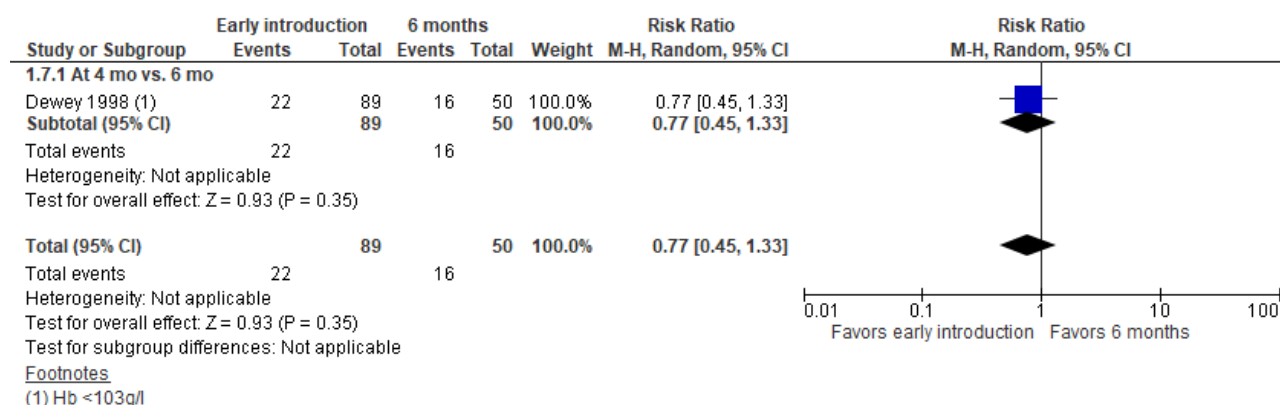 Early introduction 6 months Risk Ratio Risk Ratio
Study or Subgroup Events Total Events Total Weight M-H, Random, 95% CI M-H, Random, 95% CI
1.7.1 At 4 mo vs. 6 mo
Dewey 1998 (1) 22 89 16 50 100.0% 0.77 [0.45, 1.33]
Subtotal (95% CI) 89 50 100.0% 0.77 [0.45, 1.33]
Total events 22 16
Heterogeneity: Not applicable
Test for overall effect: Z = 0.93 (P = 0.35)
Total (95% CI) 89 50 100.0% 0.77 [0.45, 1.33]
Total events 22 16
Heterogeneity: Not applicable
Test for overall effect: Z = 0.93 (P = 0.35)
Test for subgroup differences: Not applicable
0.01 0.1 1 10 100
Favors early introduction Favors 6 months
Footnotes
(1) Hb <103g/l